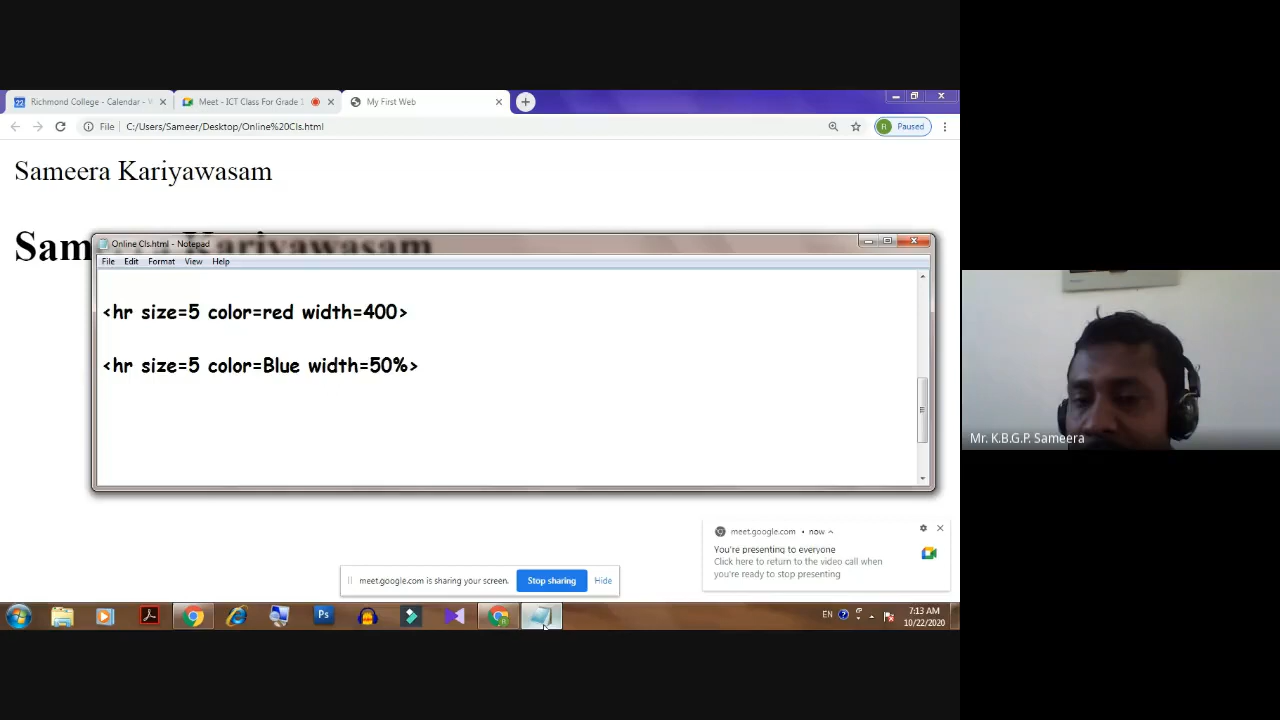 Richmond College - Calendar - W
Meet - ICT Class For Grade 1
My First Web
File
C:/Users/Sameer/Desktop/Online%20Cls.html
R
Paused
Sameera Kariyawasam
Sameera Kariyawasam
Online Cls.html - Notepad
File Edit Format View Help
<hr size=5 color=red width=400>
<hr size=5 color=Blue width=50%>
meet.google.com • now
You're presenting to everyone
Click here to return to the video call when
you're ready to stop presenting
meet.google.com is sharing your screen.
Stop sharing
Hide
Ps
EN
7:13 AM
10/22/2020
Mr. K.B.G.P. Sameera